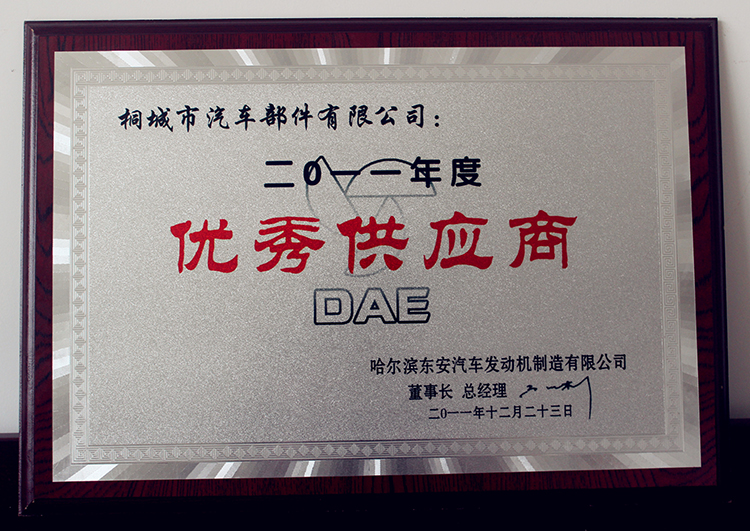 桐城市汽车部件有限公司：
二0一一年度
优秀供应商
DAE
哈尔滨东安汽车发动机制造有限公司
董事长 总经理
二0一一年十二月二十三日